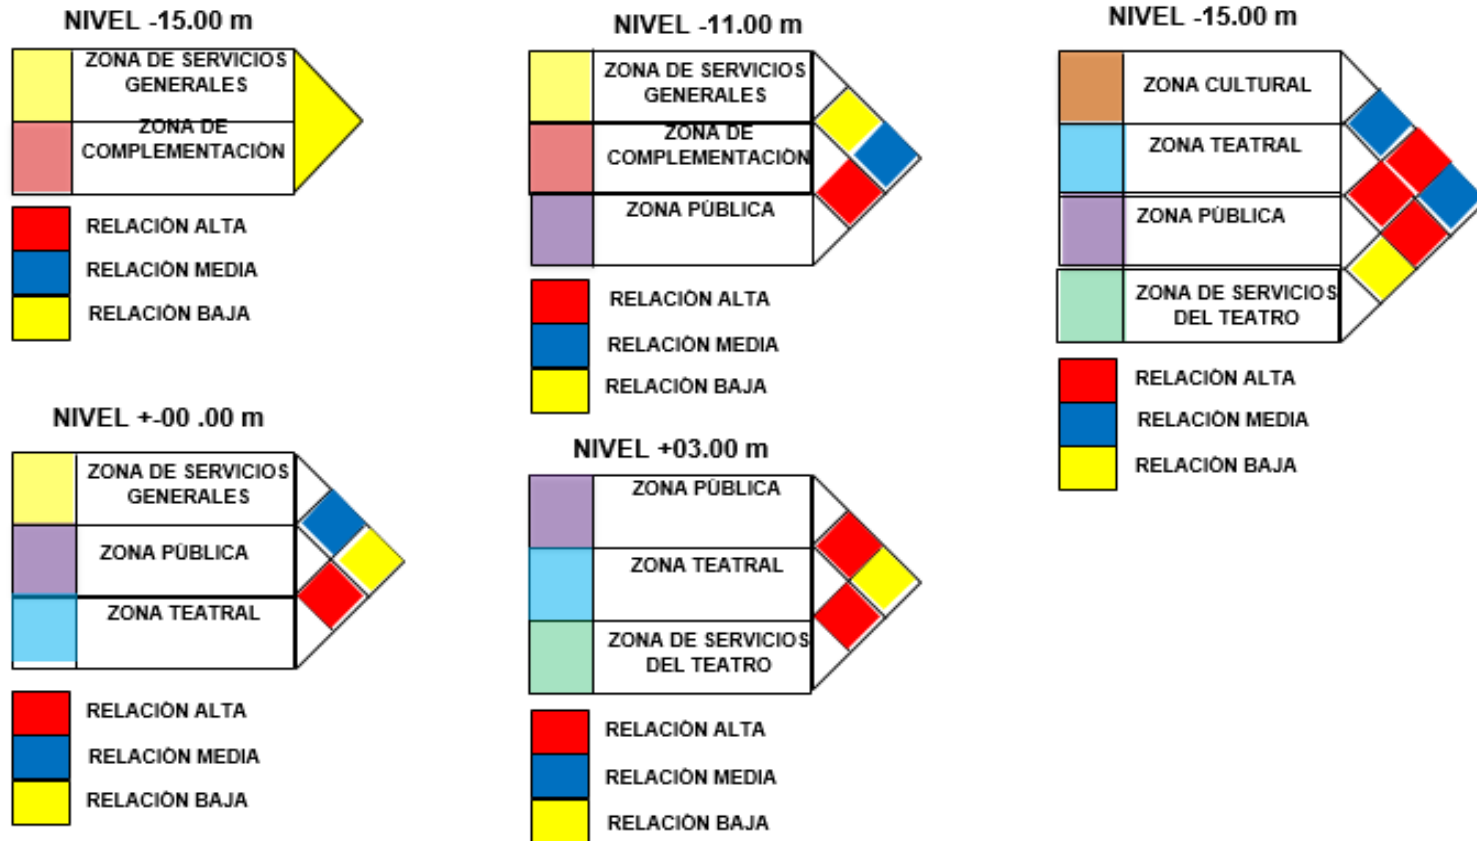 NIVEL -15.00 m
ZONA DE SERVICIOS
GENERALES
ZONA DE
COMPLEMENTACIÓN
RELACIÓN ALTA
RELACIÓN MEDIA
RELACIÓN BAJA
NIVEL -11.00 m
ZONA DE SERVICIOS
GENERALES
ZONA DE
COMPLEMENTACIÓN
ZONA PÚBLICA
RELACIÓN ALTA
RELACIÓN MEDIA
RELACIÓN BAJA
NIVEL -15.00 m
ZONA CULTURAL
ZONA TEATRAL
ZONA PÚBLICA
ZONA DE SERVICIOS
DEL TEATRO
RELACIÓN ALTA
RELACIÓN MEDIA
RELACIÓN BAJA
NIVEL +-00 .00 m
ZONA DE SERVICIOS
GENERALES
ZONA PÚBLICA
ZONA TEATRAL
RELACIÓN ALTA
RELACIÓN MEDIA
RELACIÓN BAJA
NIVEL +03.00 m
ZONA PÚBLICA
ZONA TEATRAL
ZONA DE SERVICIOS
DEL TEATRO
RELACIÓN ALTA
RELACIÓN MEDIA
RELACIÓN BAJA